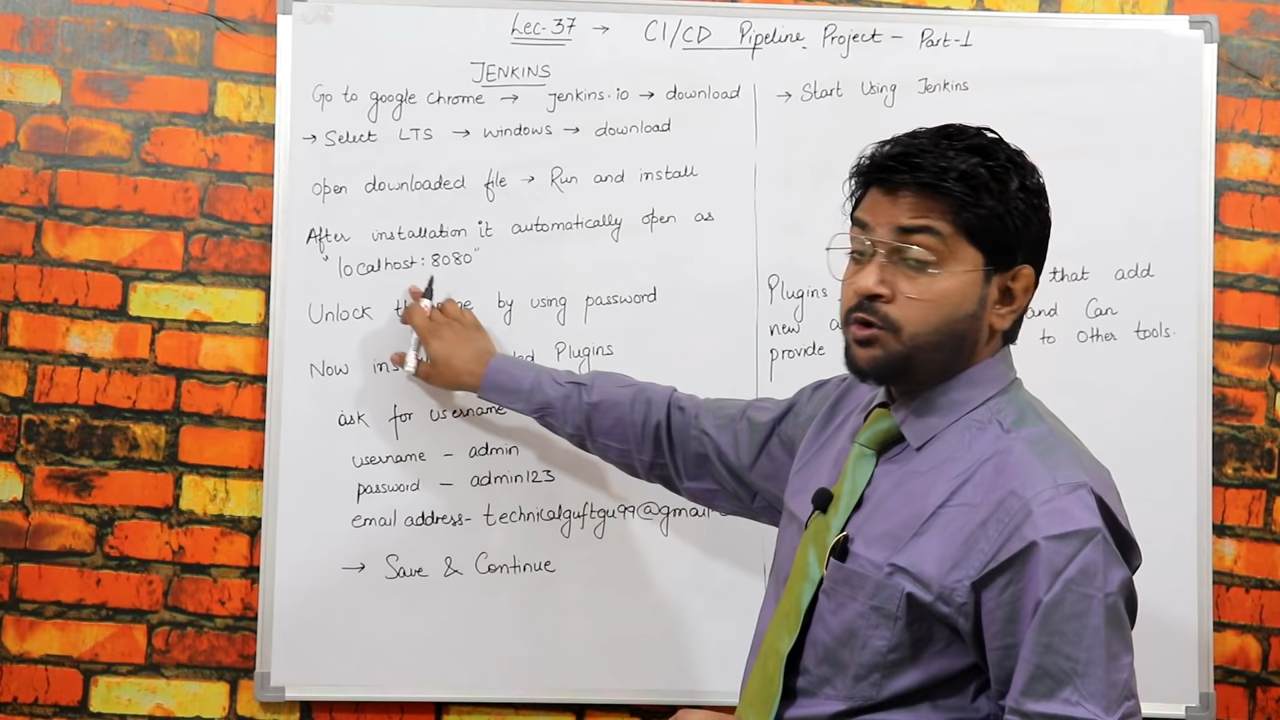 Lec-37 → CI/CD Pipeline Project - Part-1
JENKINS
Go to google chrome → Jenkins.io → download
→ Select LTS → windows → download
open downloaded file → Run and install
After installation it automatically open as
"localhost:8080"
Unlock by using password
Now Plugins
ask for username
username - admin
password - admin123
email address- technicalguftgu99@gmail
→ Save & Continue
→ Start Using Jenkins
Plugins that add
new and Can
provide to other tools.